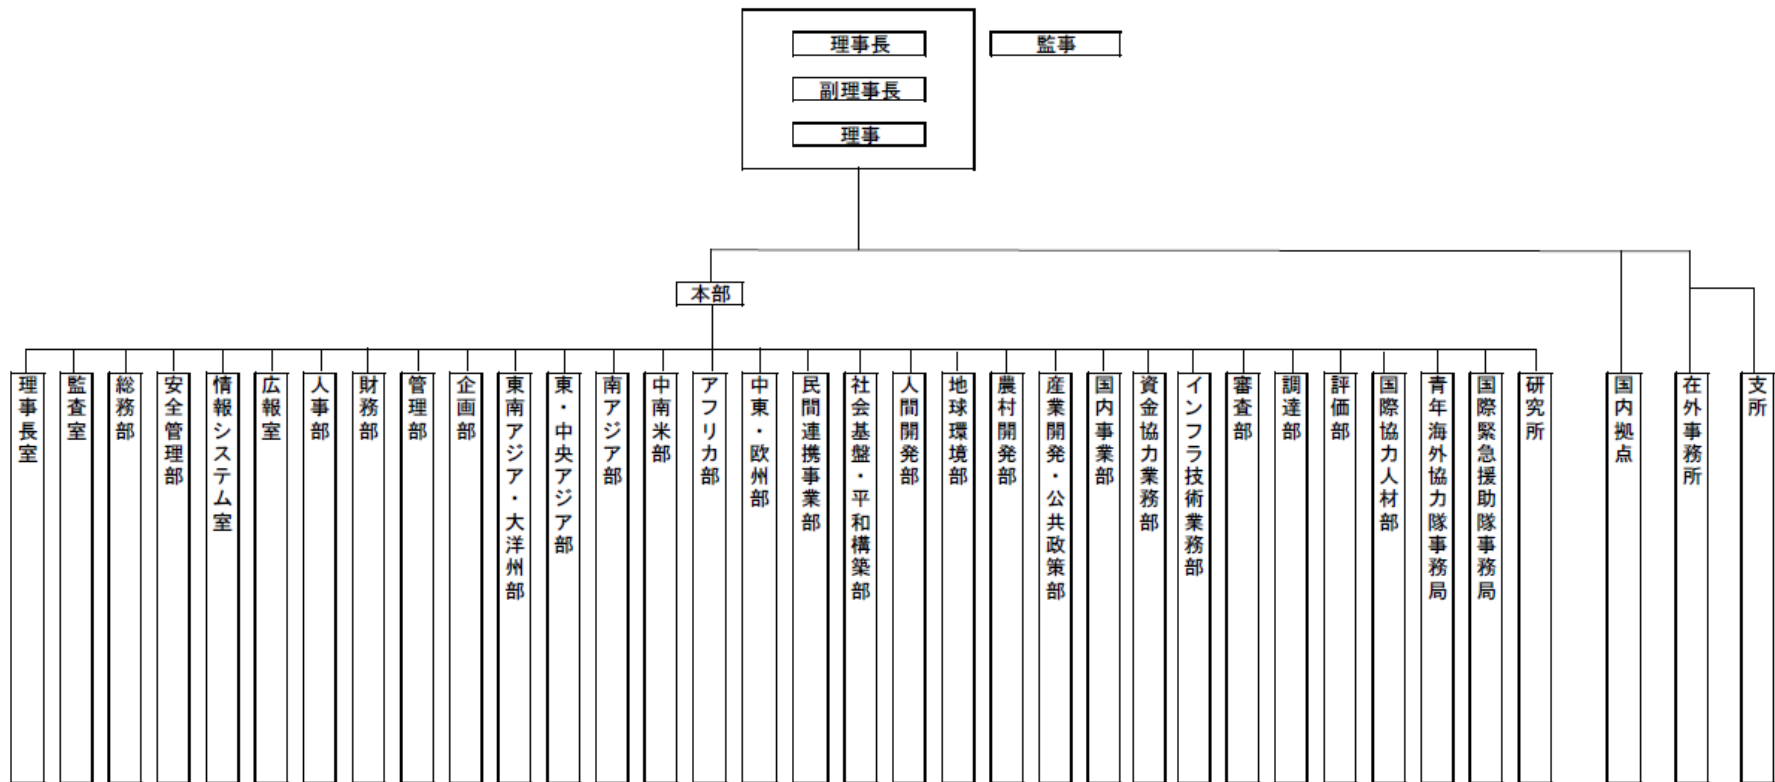 理事長
監事
副理事長
理事
本部
理事長室
監査室
総務部
安全管理部
情報システム室
広報室
人事部
財務部
管理部
企画部
東南アジア・大洋州部
東・中央アジア部
南アジア部
中南米部
アフリカ部
中東・欧州部
民間連携事業部
社会基盤・平和構築部
人間開発部
地球環境部
農村開発部
産業開発・公共政策部
国内事業部
資金協力業務部
インフラ技術業務部
審査部
調達部
評価部
国際協力人材部
青年海外協力隊事務局
国際緊急援助隊事務局
研究所
国内拠点
在外事務所
支所